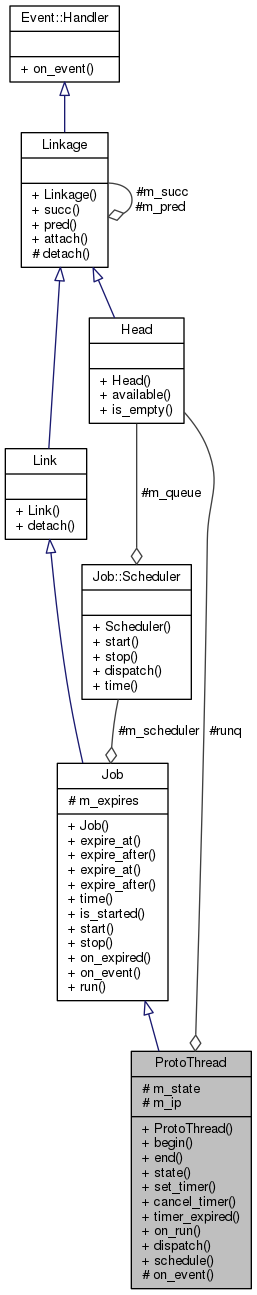 Event::Handler
+ on_event()
Linkage
+ Linkage()
+ succ()
+ pred()
+ attach()
# detach()
#m_succ
#m_pred
Head
+ Head()
+ available()
+ is_empty()
Link
+ Link()
+ detach()
#m_queue
Job::Scheduler
+ Scheduler()
+ start()
+ stop()
+ dispatch()
+ time()
#m_scheduler
#runq
Job
# m_expires
+ Job()
+ expire_at()
+ expire_after()
+ expire_at()
+ expire_after()
+ time()
+ is_started()
+ start()
+ stop()
+ on_expired()
+ on_event()
+ run()
ProtoThread
# m_state
# m_ip
+ ProtoThread()
+ begin()
+ end()
+ state()
+ set_timer()
+ cancel_timer()
+ timer_expired()
+ on_run()
+ dispatch()
+ schedule()
# on_event()